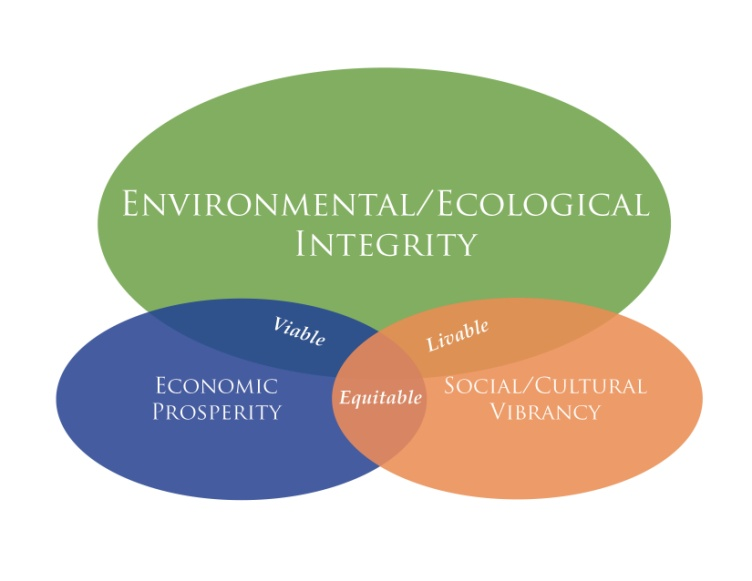 ENVIRONMENTAL/ECOLOGICAL
INTEGRITY
Viable
Livable
ECONOMIC
PROSPERITY
Equitable
SOCIAL/CULTURAL
VIBRANCY